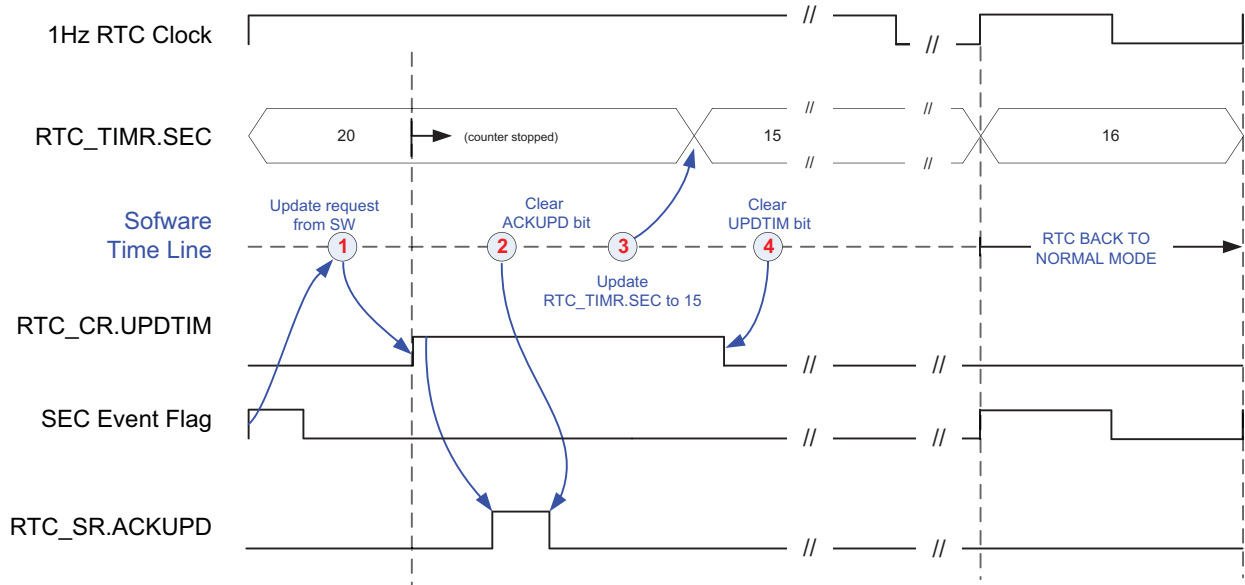 1Hz RTC Clock
//
//
RTC_TIMR.SEC
20
(counter stopped)
15
16
//
//
//
//
Sofware
Time Line
Update request
from SW
1
Clear
ACKUPD bit
2
3
Update
RTC_TIMR.SEC to 15
Clear
UPDTIM bit
4
RTC BACK TO
NORMAL MODE
RTC_CR.UPDTIM
//
//
SEC Event Flag
//
//
RTC_SR.ACKUPD
//
//